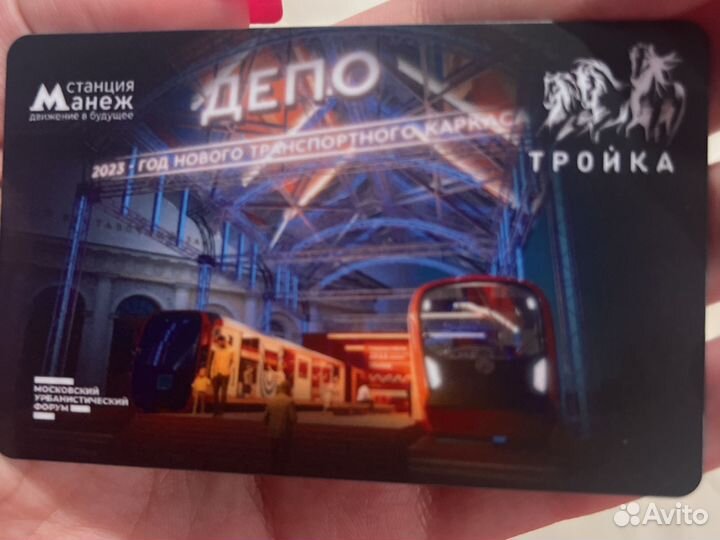 станция
Манеж
движение в будущее
ДЕПО
2023 - ГОД НОВОГО ТРАНСПОРТНОГО КАРКАСА
ТРОЙКА
МОСКОВСКИЙ
УРБАНИСТИЧЕСКИЙ
ФОРУМ
Avito